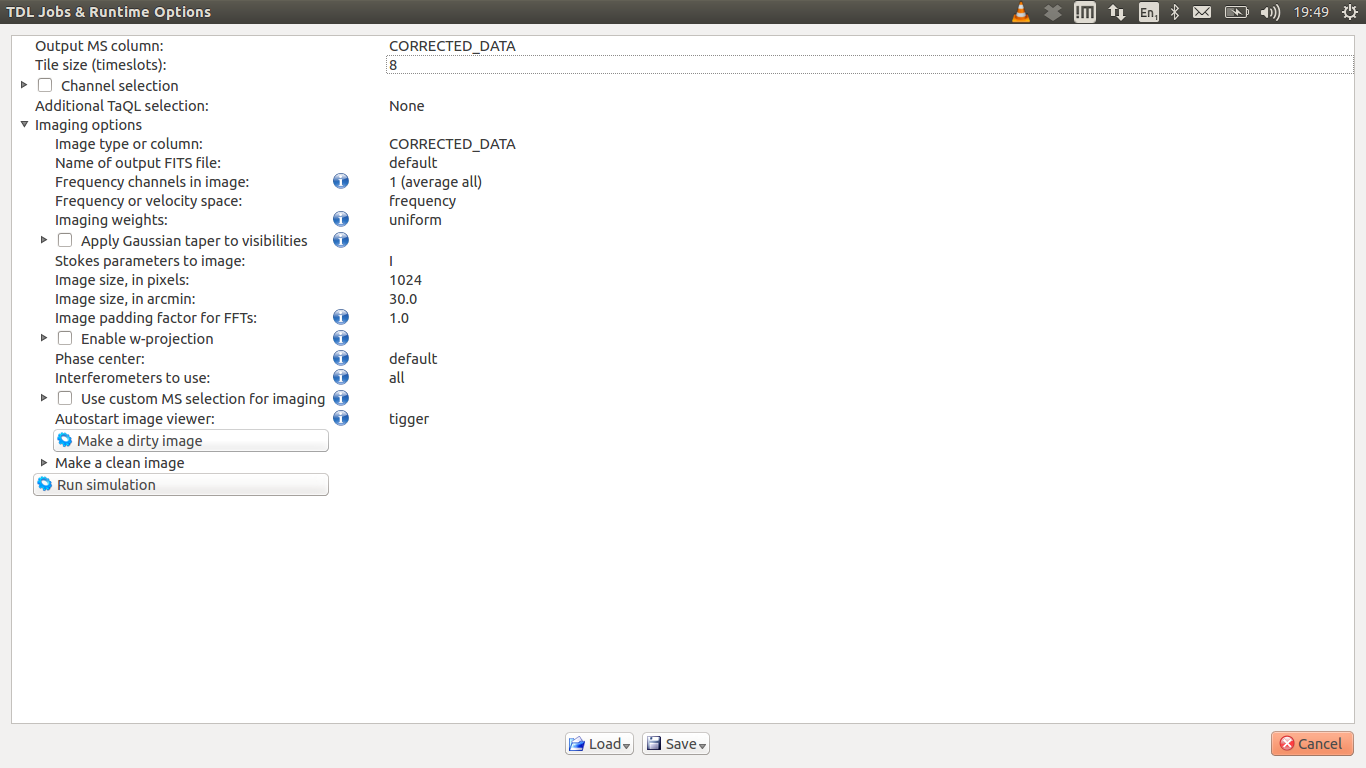 TDL Jobs & Runtime Options !m En1 19:49
Output MS column: CORRECTED_DATA
Tile size (timeslots): 8
Channel selection
Additional TaQL selection: None
Imaging options
Image type or column: CORRECTED_DATA
Name of output FITS file: default
Frequency channels in image: 1 (average all)
Frequency or velocity space: frequency
Imaging weights: uniform
Apply Gaussian taper to visibilities
Stokes parameters to image: I
Image size, in pixels: 1024
Image size, in arcmin: 30.0
Image padding factor for FFTs: 1.0
Enable w-projection
Phase center: default
Interferometers to use: all
Use custom MS selection for imaging
Autostart image viewer: tigger
Make a dirty image
Make a clean image
Run simulation
Load Save Cancel